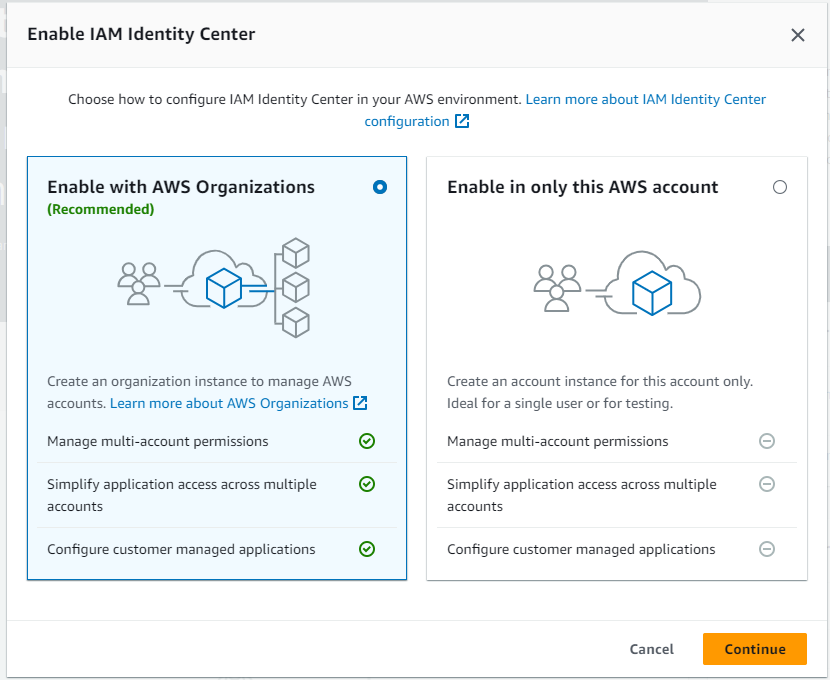 Enable IAM Identity Center
Choose how to configure IAM Identity Center in your AWS environment. Learn more about IAM Identity Center
configuration
Enable with AWS Organizations
(Recommended)
Create an organization instance to manage AWS
accounts. Learn more about AWS Organizations
Manage multi-account permissions
Simplify application access across multiple
accounts
Configure customer managed applications
Enable in only this AWS account
Create an account instance for this account only.
Ideal for a single user or for testing.
Manage multi-account permissions
Simplify application access across multiple
accounts
Configure customer managed applications
Cancel
Continue